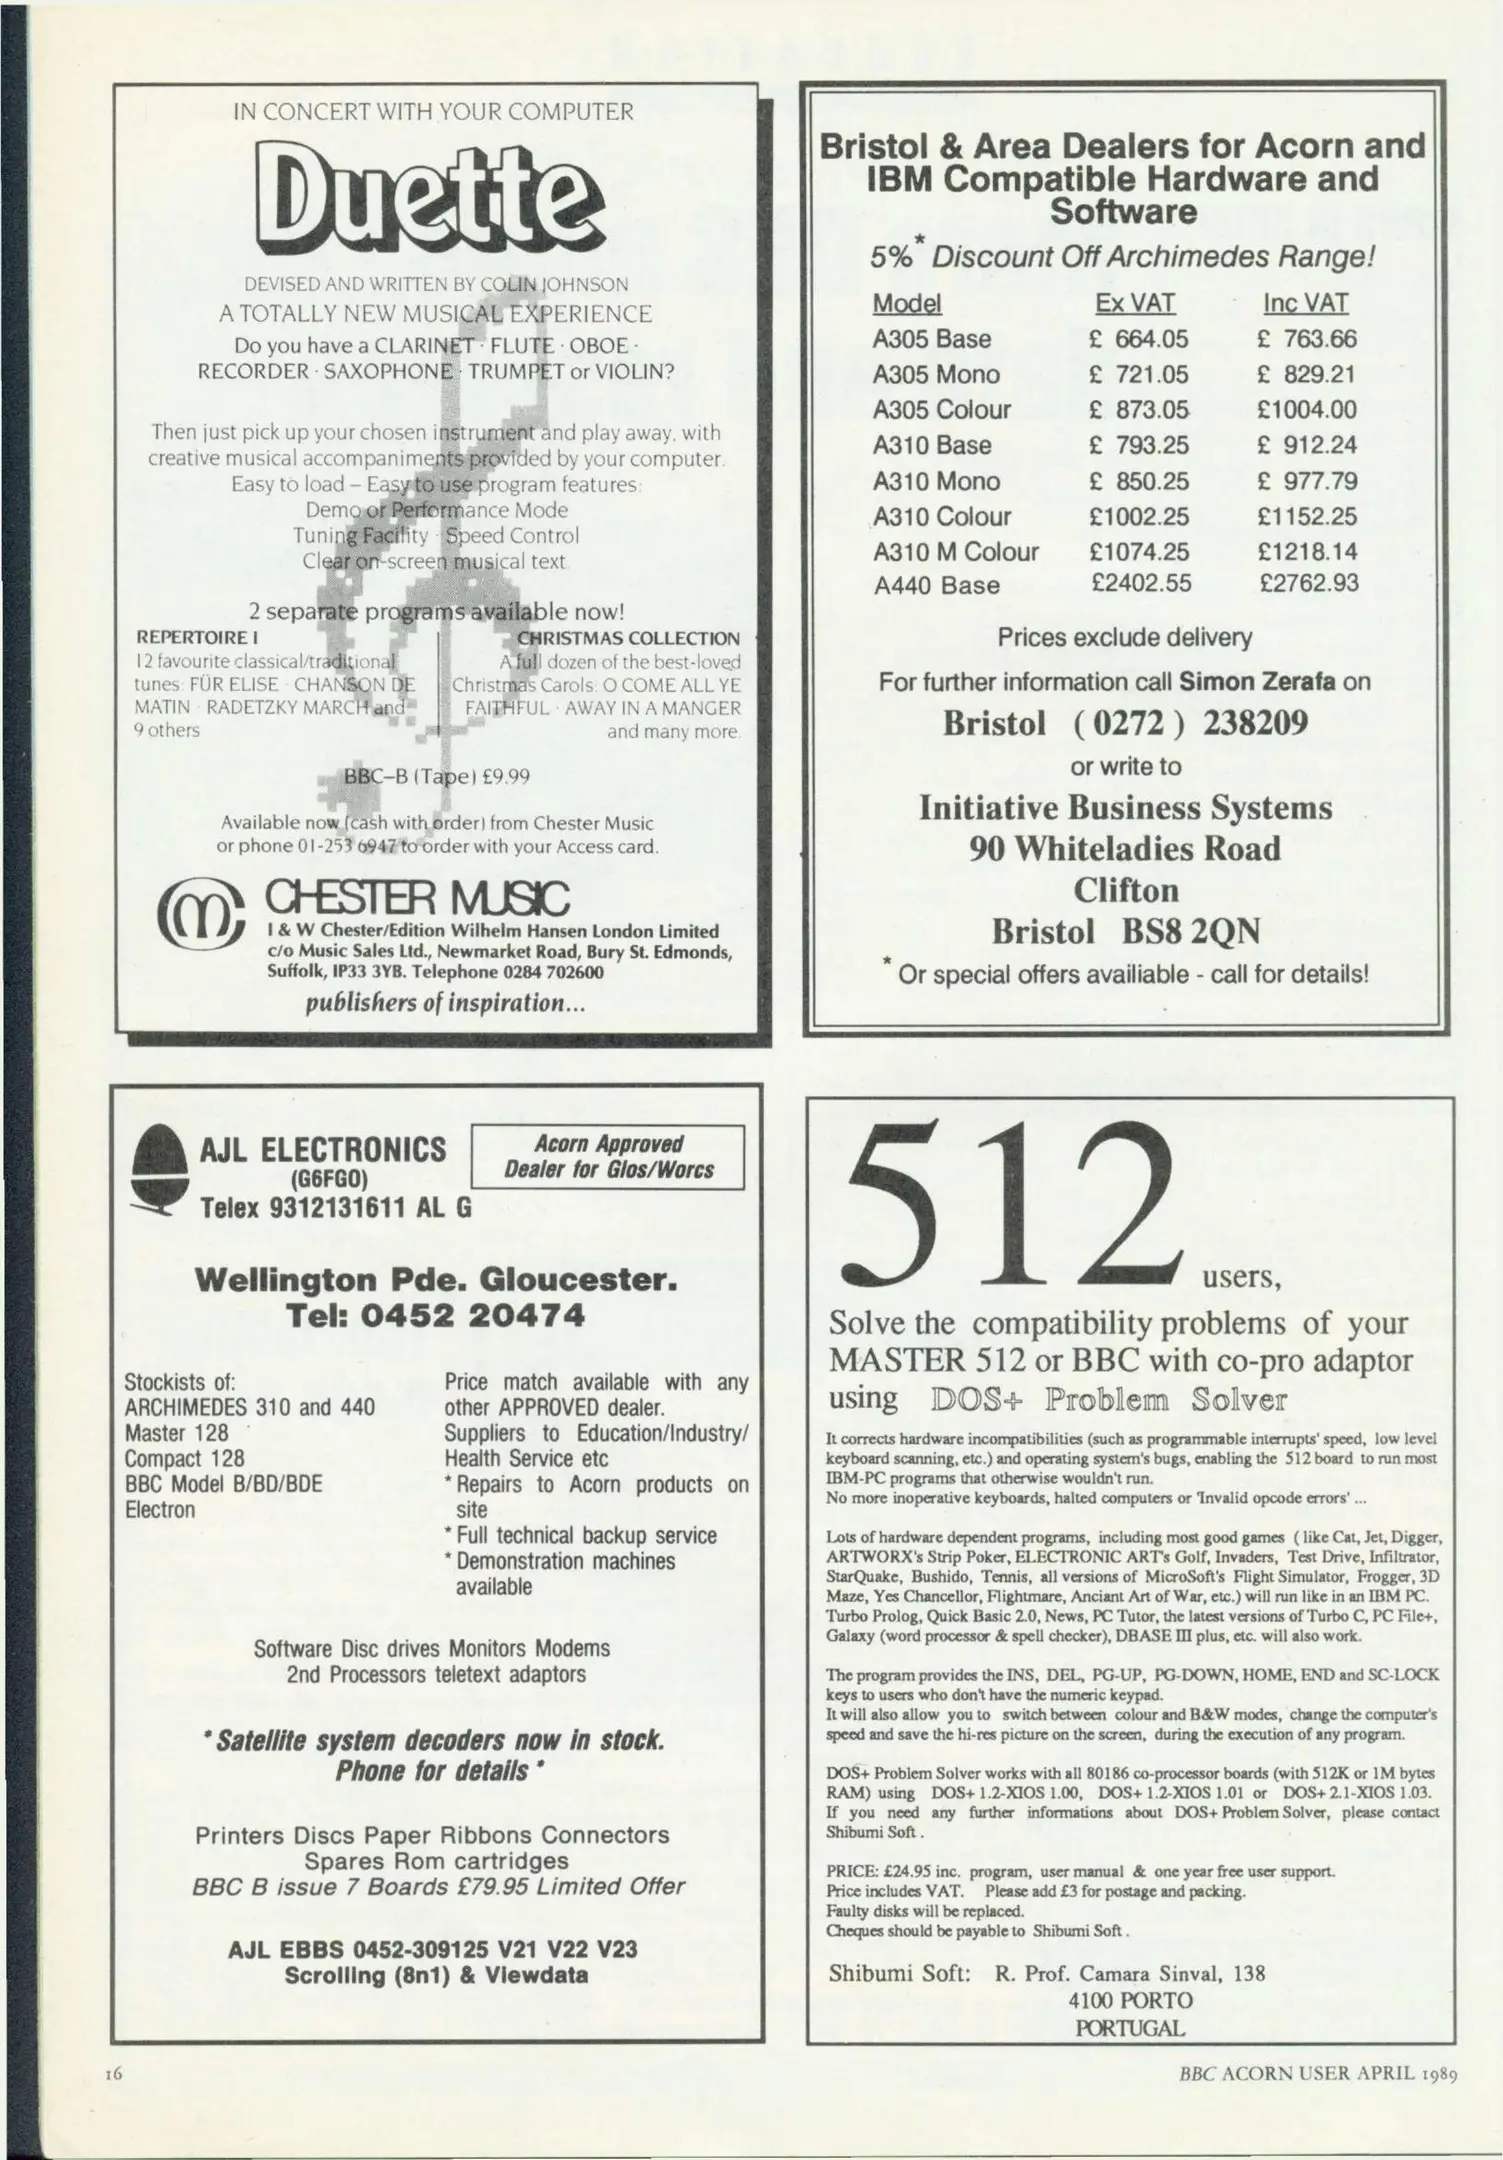 IN CONCERT WITH YOUR COMPUTER
Duette
DEVISED AND WRITTEN BY COLIN JOHNSON
A TOTALLY NEW MUSICAL EXPERIENCE
Do you have a CLARINET · FLUTE · OBOE ·
RECORDER · SAXOPHONE · TRUMPET or VIOLIN?
Then just pick up your chosen instrument and play away, with
creative musical accompaniments provided by your computer.
Easy to load – Easy to use program features:
Demo or Performance Mode
Tuning Facility · Speed Control
Clear on-screen musical text
2 separate programs available now!
REPERTOIRE I
12 favourite classical/traditional
tunes: FÜR ELISE · CHANSON DE
MATIN · RADETZKY MARCH and
9 others
CHRISTMAS COLLECTION
A full dozen of the best-loved
Christmas Carols: O COME ALL YE
FAITHFUL · AWAY IN A MANGER
and many more.
BBC–B (Tape) £9.99
Available now (cash with order) from Chester Music
or phone 01-253 6947 to order with your Access card.
CHESTER MUSIC
J & W Chester/Edition Wilhelm Hansen London Limited
c/o Music Sales Ltd., Newmarket Road, Bury St. Edmonds,
Suffolk, IP33 3YB. Telephone 0284 702600
publishers of inspiration...
Bristol & Area Dealers for Acorn and
IBM Compatible Hardware and
Software
5%* Discount Off Archimedes Range!
Model Ex VAT Inc VAT
A305 Base £ 664.05 £ 763.66
A305 Mono £ 721.05 £ 829.21
A305 Colour £ 873.05 £1004.00
A310 Base £ 793.25 £ 912.24
A310 Mono £ 850.25 £ 977.79
A310 Colour £1002.25 £1152.25
A310 M Colour £1074.25 £1218.14
A440 Base £2402.55 £2762.93
Prices exclude delivery
For further information call Simon Zerafa on
Bristol ( 0272 ) 238209
or write to
Initiative Business Systems
90 Whiteladies Road
Clifton
Bristol BS8 2QN
* Or special offers availiable - call for details!
AJL ELECTRONICS
(G6FGO)
Telex 9312131611 AL G
Acorn Approved
Dealer for Glos/Worcs
Wellington Pde. Gloucester.
Tel: 0452 20474
Stockists of:
ARCHIMEDES 310 and 440
Master 128
Compact 128
BBC Model B/BD/BDE
Electron
Price match available with any
other APPROVED dealer.
Suppliers to Education/Industry/
Health Service etc
* Repairs to Acorn products on
site
* Full technical backup service
* Demonstration machines
available
Software Disc drives Monitors Modems
2nd Processors teletext adaptors
* Satellite system decoders now in stock.
Phone for details *
Printers Discs Paper Ribbons Connectors
Spares Rom cartridges
BBC B issue 7 Boards £79.95 Limited Offer
AJL EBBS 0452-309125 V21 V22 V23
Scrolling (8n1) & Viewdata
512 users,
Solve the compatibility problems of your
MASTER 512 or BBC with co-pro adaptor
using DOS+ Problem Solver
It corrects hardware incompatibilities (such as programmable interrupts' speed, low level
keyboard scanning, etc.) and operating system's bugs, enabling the 512 board to run most
IBM-PC programs that otherwise wouldn't run.
No more inoperative keyboards, halted computers or 'Invalid opcode errors' ...
Lots of hardware dependent programs, including most good games ( like Cat, Jet, Digger,
ARTWORX's Strip Poker, ELECTRONIC ART's Golf, Invaders, Test Drive, Infiltrator,
StarQuake, Bushido, Tennis, all versions of MicroSoft's Flight Simulator, Frogger, 3D
Maze, Yes Chancellor, Flightmare, Anciant Art of War, etc.) will run like in an IBM PC.
Turbo Prolog, Quick Basic 2.0, News, PC Tutor, the latest versions of Turbo C, PC File+,
Galaxy (word processor & spell checker), DBASE III plus, etc. will also work.
The program provides the INS, DEL, PG-UP, PG-DOWN, HOME, END and SC-LOCK
keys to users who don't have the numeric keypad.
It will also allow you to switch between colour and B&W modes, change the computer's
speed and save the hi-res picture on the screen, during the execution of any program.
DOS+ Problem Solver works with all 80186 co-processor boards (with 512K or 1M bytes
RAM) using DOS+ 1.2-XIOS 1.00, DOS+ 1.2-XIOS 1.01 or DOS+ 2.1-XIOS 1.03.
If you need any further informations about DOS+ Problem Solver, please contact
Shibumi Soft .
PRICE: £24.95 inc. program, user manual & one year free user support.
Price includes VAT. Please add £3 for postage and packing.
Faulty disks will be replaced.
Cheques should be payable to Shibumi Soft .
Shibumi Soft: R. Prof. Camara Sinval, 138
4100 PORTO
PORTUGAL
16
BBC ACORN USER APRIL 1989